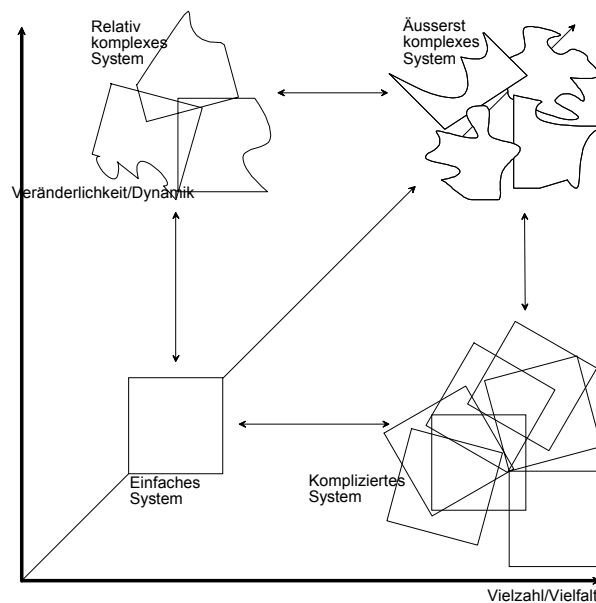 Relativ
komplexes
System
Äusserst
komplexes
System
Veränderlichkeit/Dynamik
Einfaches
System
Kompliziertes
System
Vielzahl/Vielfalt